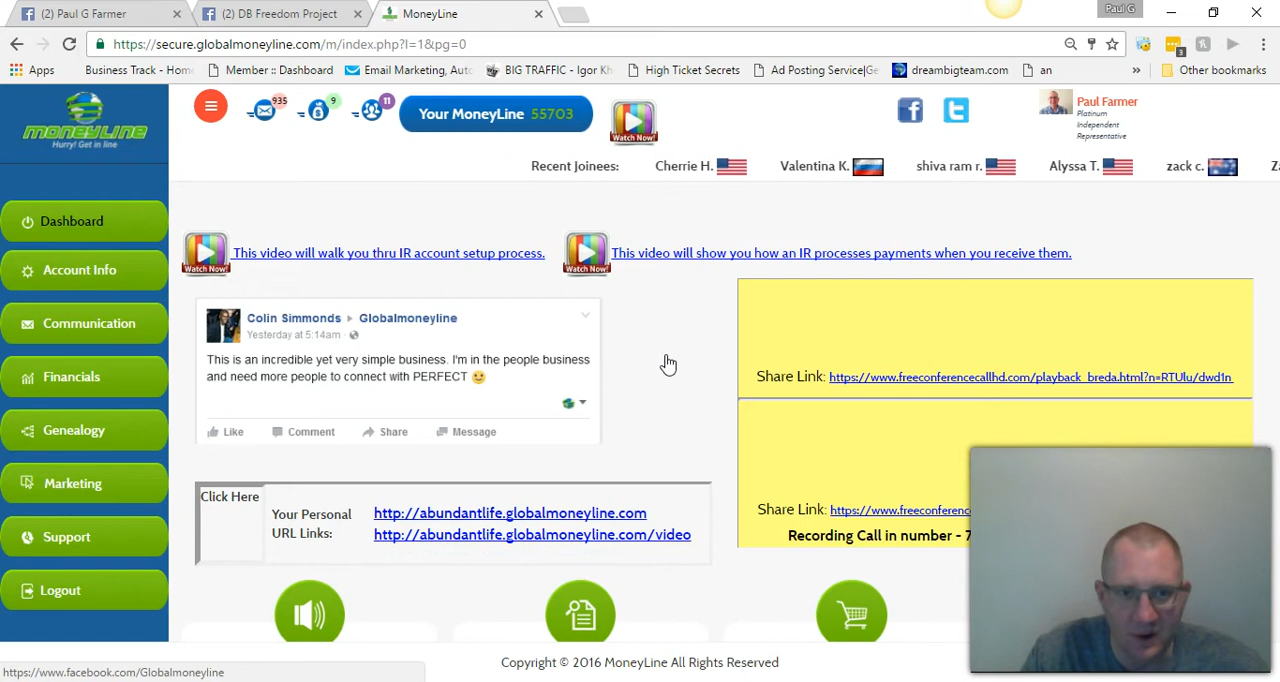 (2) Paul G Farmer
(2) DB Freedom Project
MoneyLine
Paul G
https://secure.globalmoneyline.com/m/index.php?l=1&pg=0
3
Apps
Business Track - Home
Member :: Dashboard
Email Marketing, Auto
BIG TRAFFIC - Igor Kh
High Ticket Secrets
Ad Posting Service|Ge
dreambigteam.com
an
»
Other bookmarks
MONEYLINE
Hurry! Get in line
935
9
11
Your MoneyLine 55703
Watch Now!
Paul Farmer
Platinum
Independent
Representative
Recent Joinees:
Cherrie H.
Valentina K.
shiva ram r.
Alyssa T.
zack c.
Dashboard
Account Info
Communication
Financials
Genealogy
Marketing
Support
Logout
Watch Now!
This video will walk you thru IR account setup process.
Watch Now!
This video will show you how an IR processes payments when you receive them.
Colin Simmonds ▸ Globalmoneyline
Yesterday at 5:14am
This is an incredible yet very simple business. I'm in the people business
and need more people to connect with PERFECT
Like
Comment
Share
Message
Share Link: https://www.freeconferencecallhd.com/playback_breda.html?n=RTUlu/dwd1n
Share Link: https://www.freeconferenc
Recording Call in number - 7
Click Here
Your Personal
URL Links:
http://abundantlife.globalmoneyline.com
http://abundantlife.globalmoneyline.com/video
Copyright © 2016 MoneyLine All Rights Reserved
https://www.facebook.com/Globalmoneyline